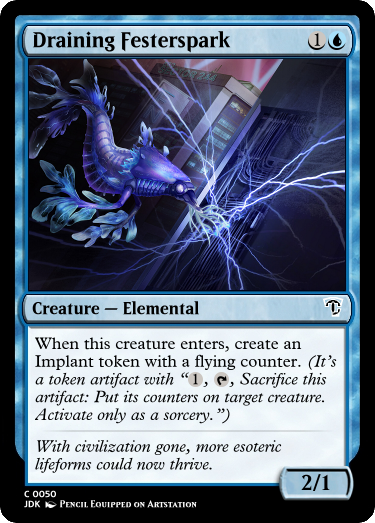 Draining Festerspark 1
Creature — Elemental
When this creature enters, create an
Implant token with a flying counter. (It's
a token artifact with “1, , Sacrifice this
artifact: Put its counters on target creature.
Activate only as a sorcery.”)
With civilization gone, more esoteric
lifeforms could now thrive.
2/1
C 0050
JDK Pencil Equipped on Artstation